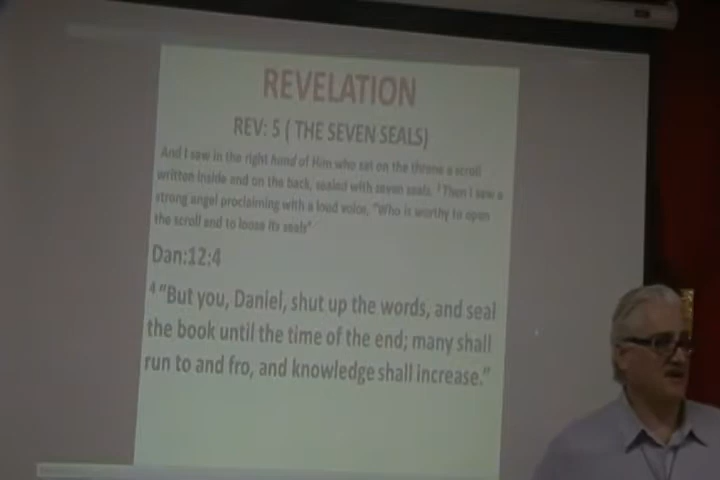 REVELATION
REV: 5 ( THE SEVEN SEALS)
And I saw in the right hand of Him who sat on the throne a scroll
written inside and on the back, sealed with seven seals. ² Then I saw a
strong angel proclaiming with a loud voice, "Who is worthy to open
the scroll and to loose its seals"
Dan:12:4
⁴ "But you, Daniel, shut up the words, and seal
the book until the time of the end; many shall
run to and fro, and knowledge shall increase."